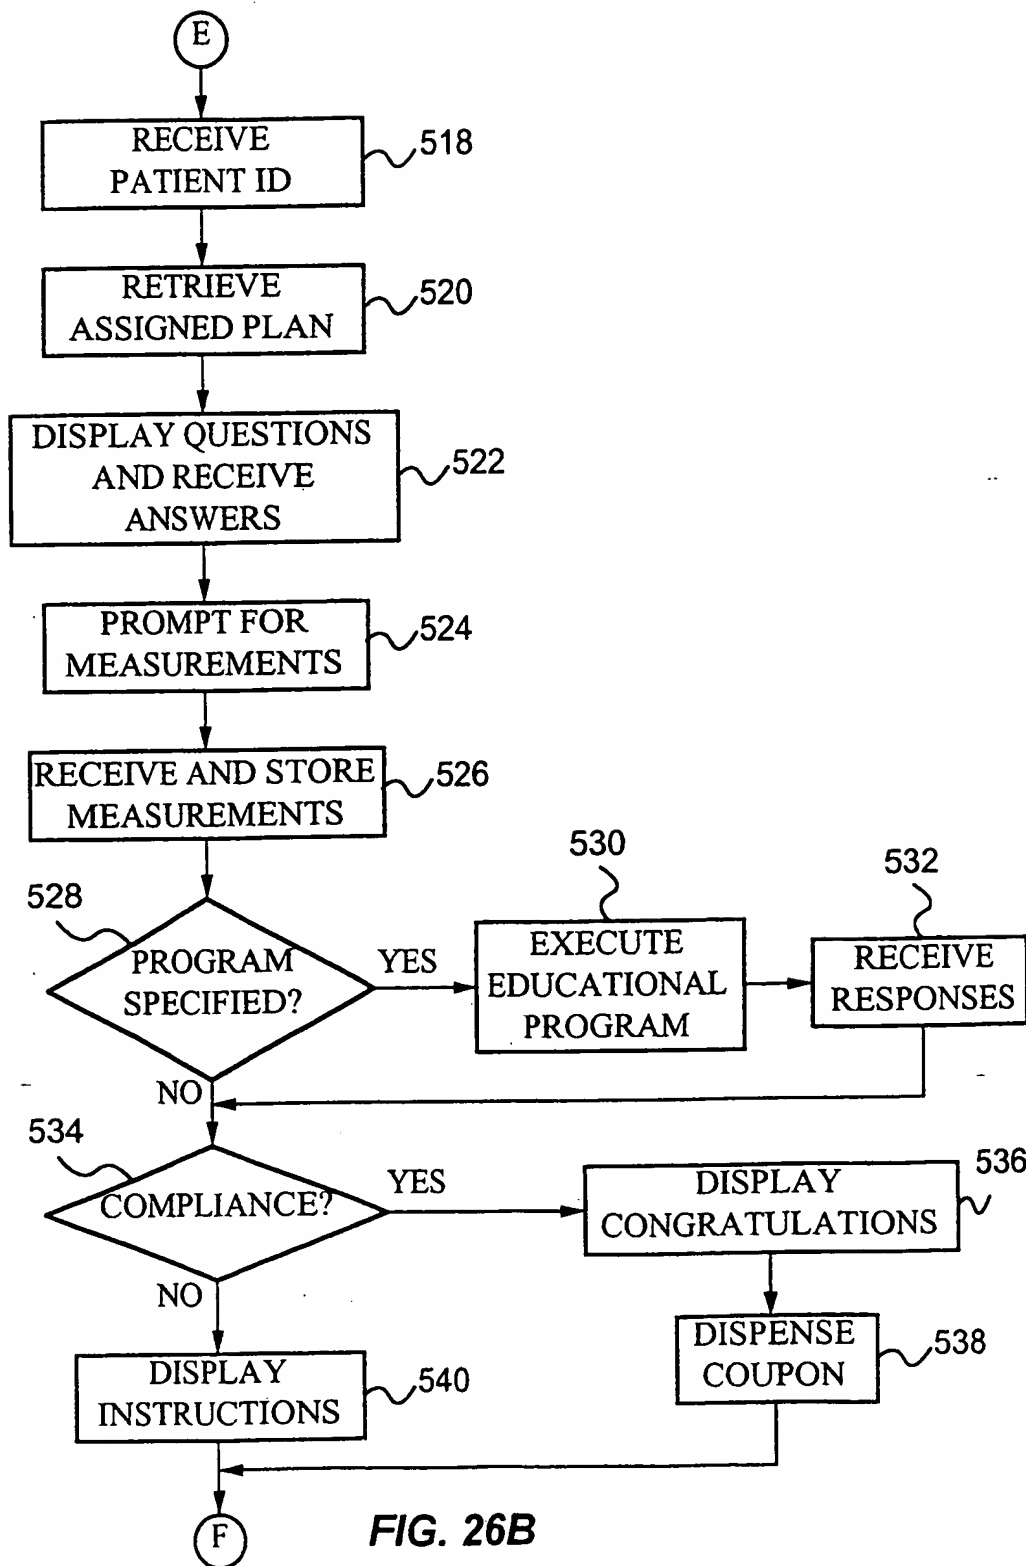 E
RECEIVE
PATIENT ID
518
RETRIEVE
ASSIGNED PLAN
520
DISPLAY QUESTIONS
AND RECEIVE
ANSWERS
522
PROMPT FOR
MEASUREMENTS
524
RECEIVE AND STORE
MEASUREMENTS
526
528
PROGRAM
SPECIFIED?
YES
530
EXECUTE
EDUCATIONAL
PROGRAM
532
RECEIVE
RESPONSES
NO
534
COMPLIANCE?
YES
DISPLAY
CONGRATULATIONS
536
NO
DISPENSE
COUPON
538
DISPLAY
INSTRUCTIONS
540
F
FIG. 26B